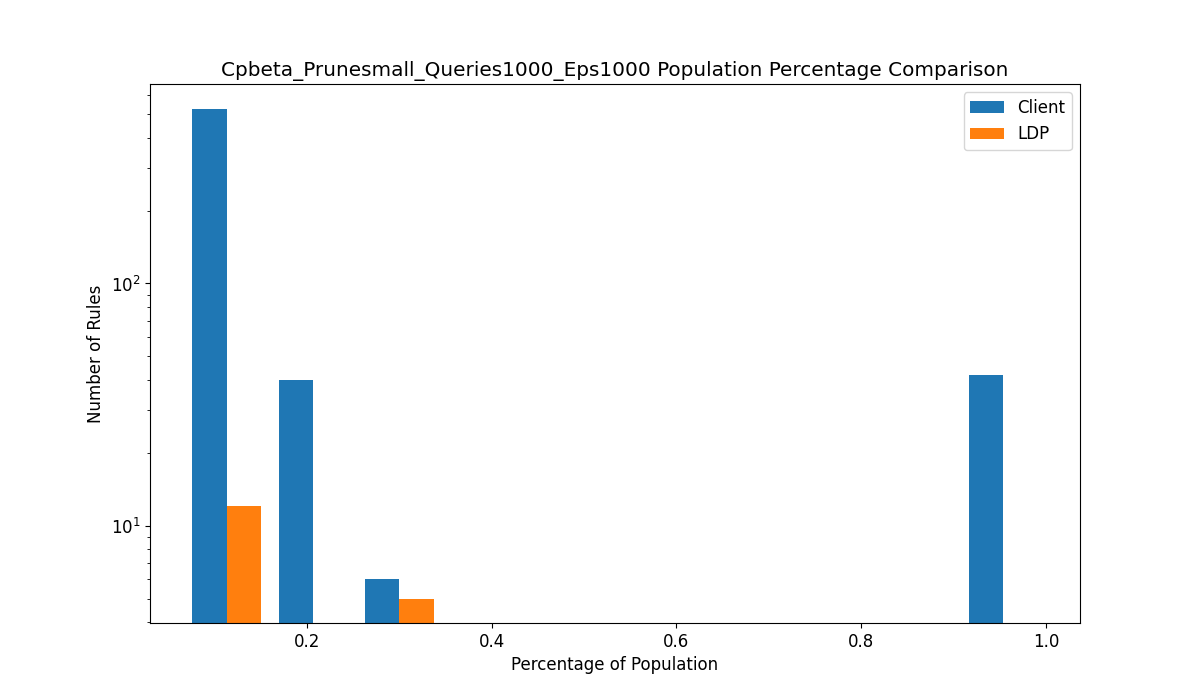 Cpbeta_Prunesmall_Queries1000_Eps1000 Population Percentage Comparison
Client
LDP
Number of Rules
10²
10¹
0.2 0.4 0.6 0.8 1.0
Percentage of Population